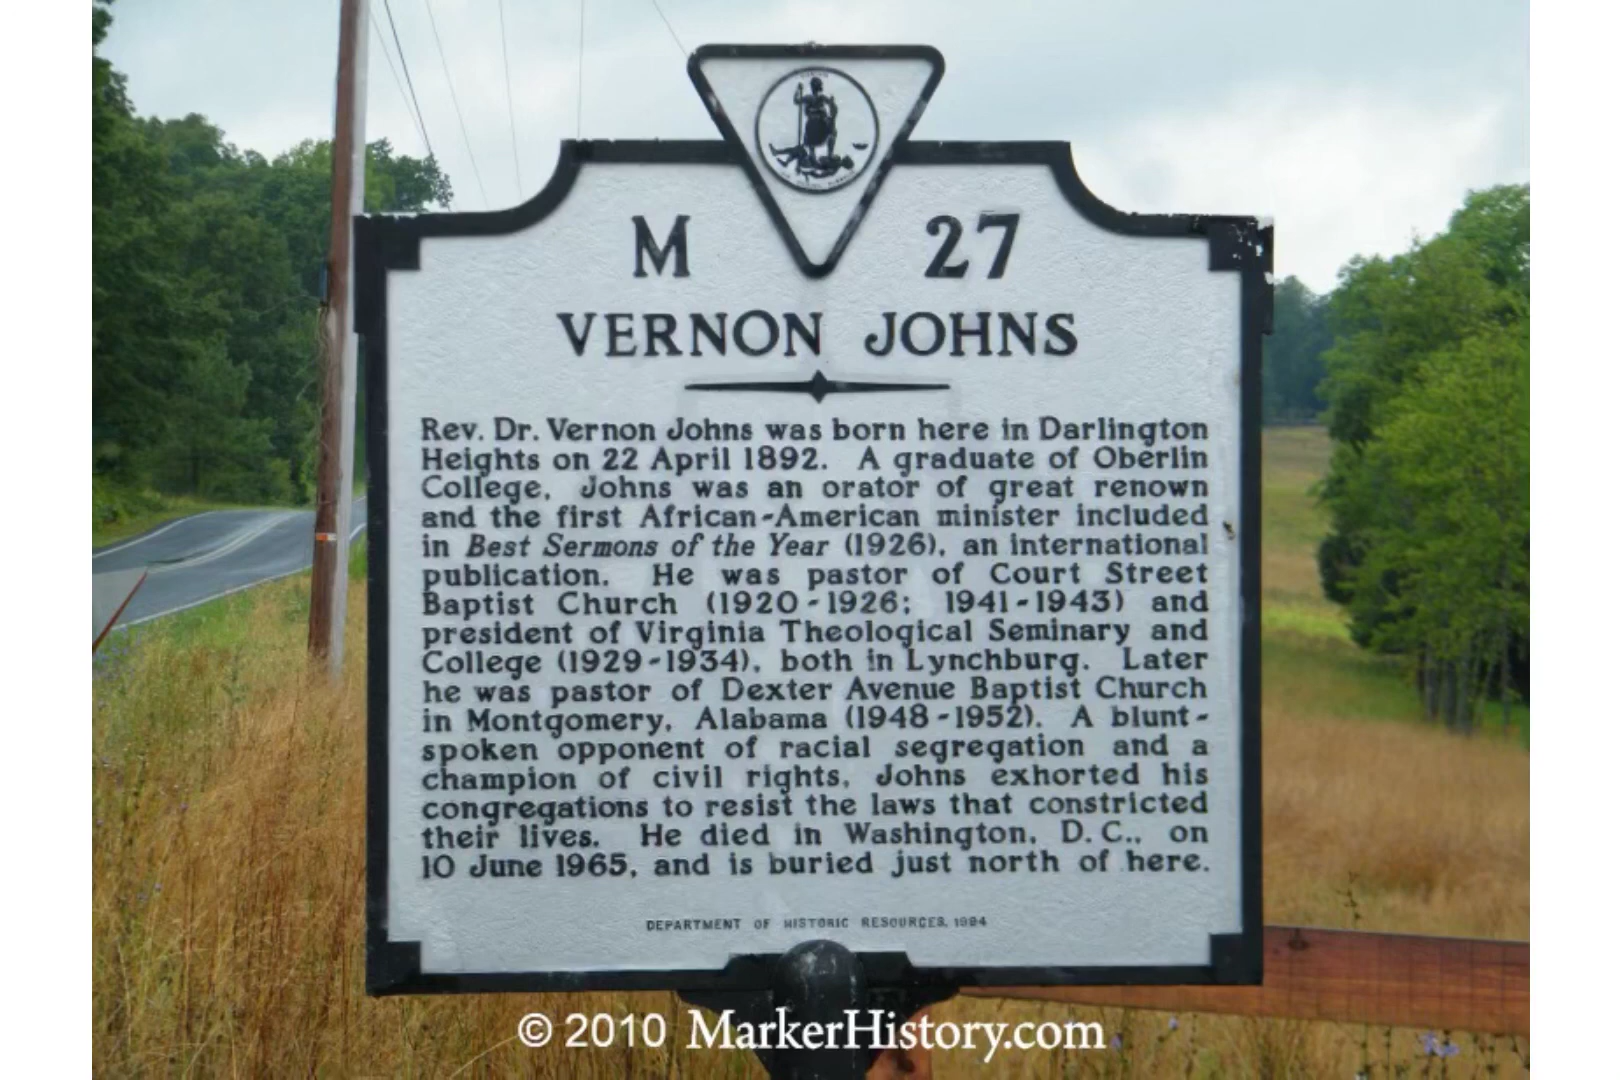 M 27
VERNON JOHNS
Rev. Dr. Vernon Johns was born here in Darlington
Heights on 22 April 1892. A graduate of Oberlin
College, Johns was an orator of great renown
and the first African-American minister included
in Best Sermons of the Year (1926), an international
publication. He was pastor of Court Street
Baptist Church (1920-1926; 1941-1943) and
president of Virginia Theological Seminary and
College (1929-1934), both in Lynchburg. Later
he was pastor of Dexter Avenue Baptist Church
in Montgomery, Alabama (1948-1952). A blunt-
spoken opponent of racial segregation and a
champion of civil rights, Johns exhorted his
congregations to resist the laws that constricted
their lives. He died in Washington, D.C., on
10 June 1965, and is buried just north of here.
DEPARTMENT OF HISTORIC RESOURCES, 1994
© 2010 MarkerHistory.com